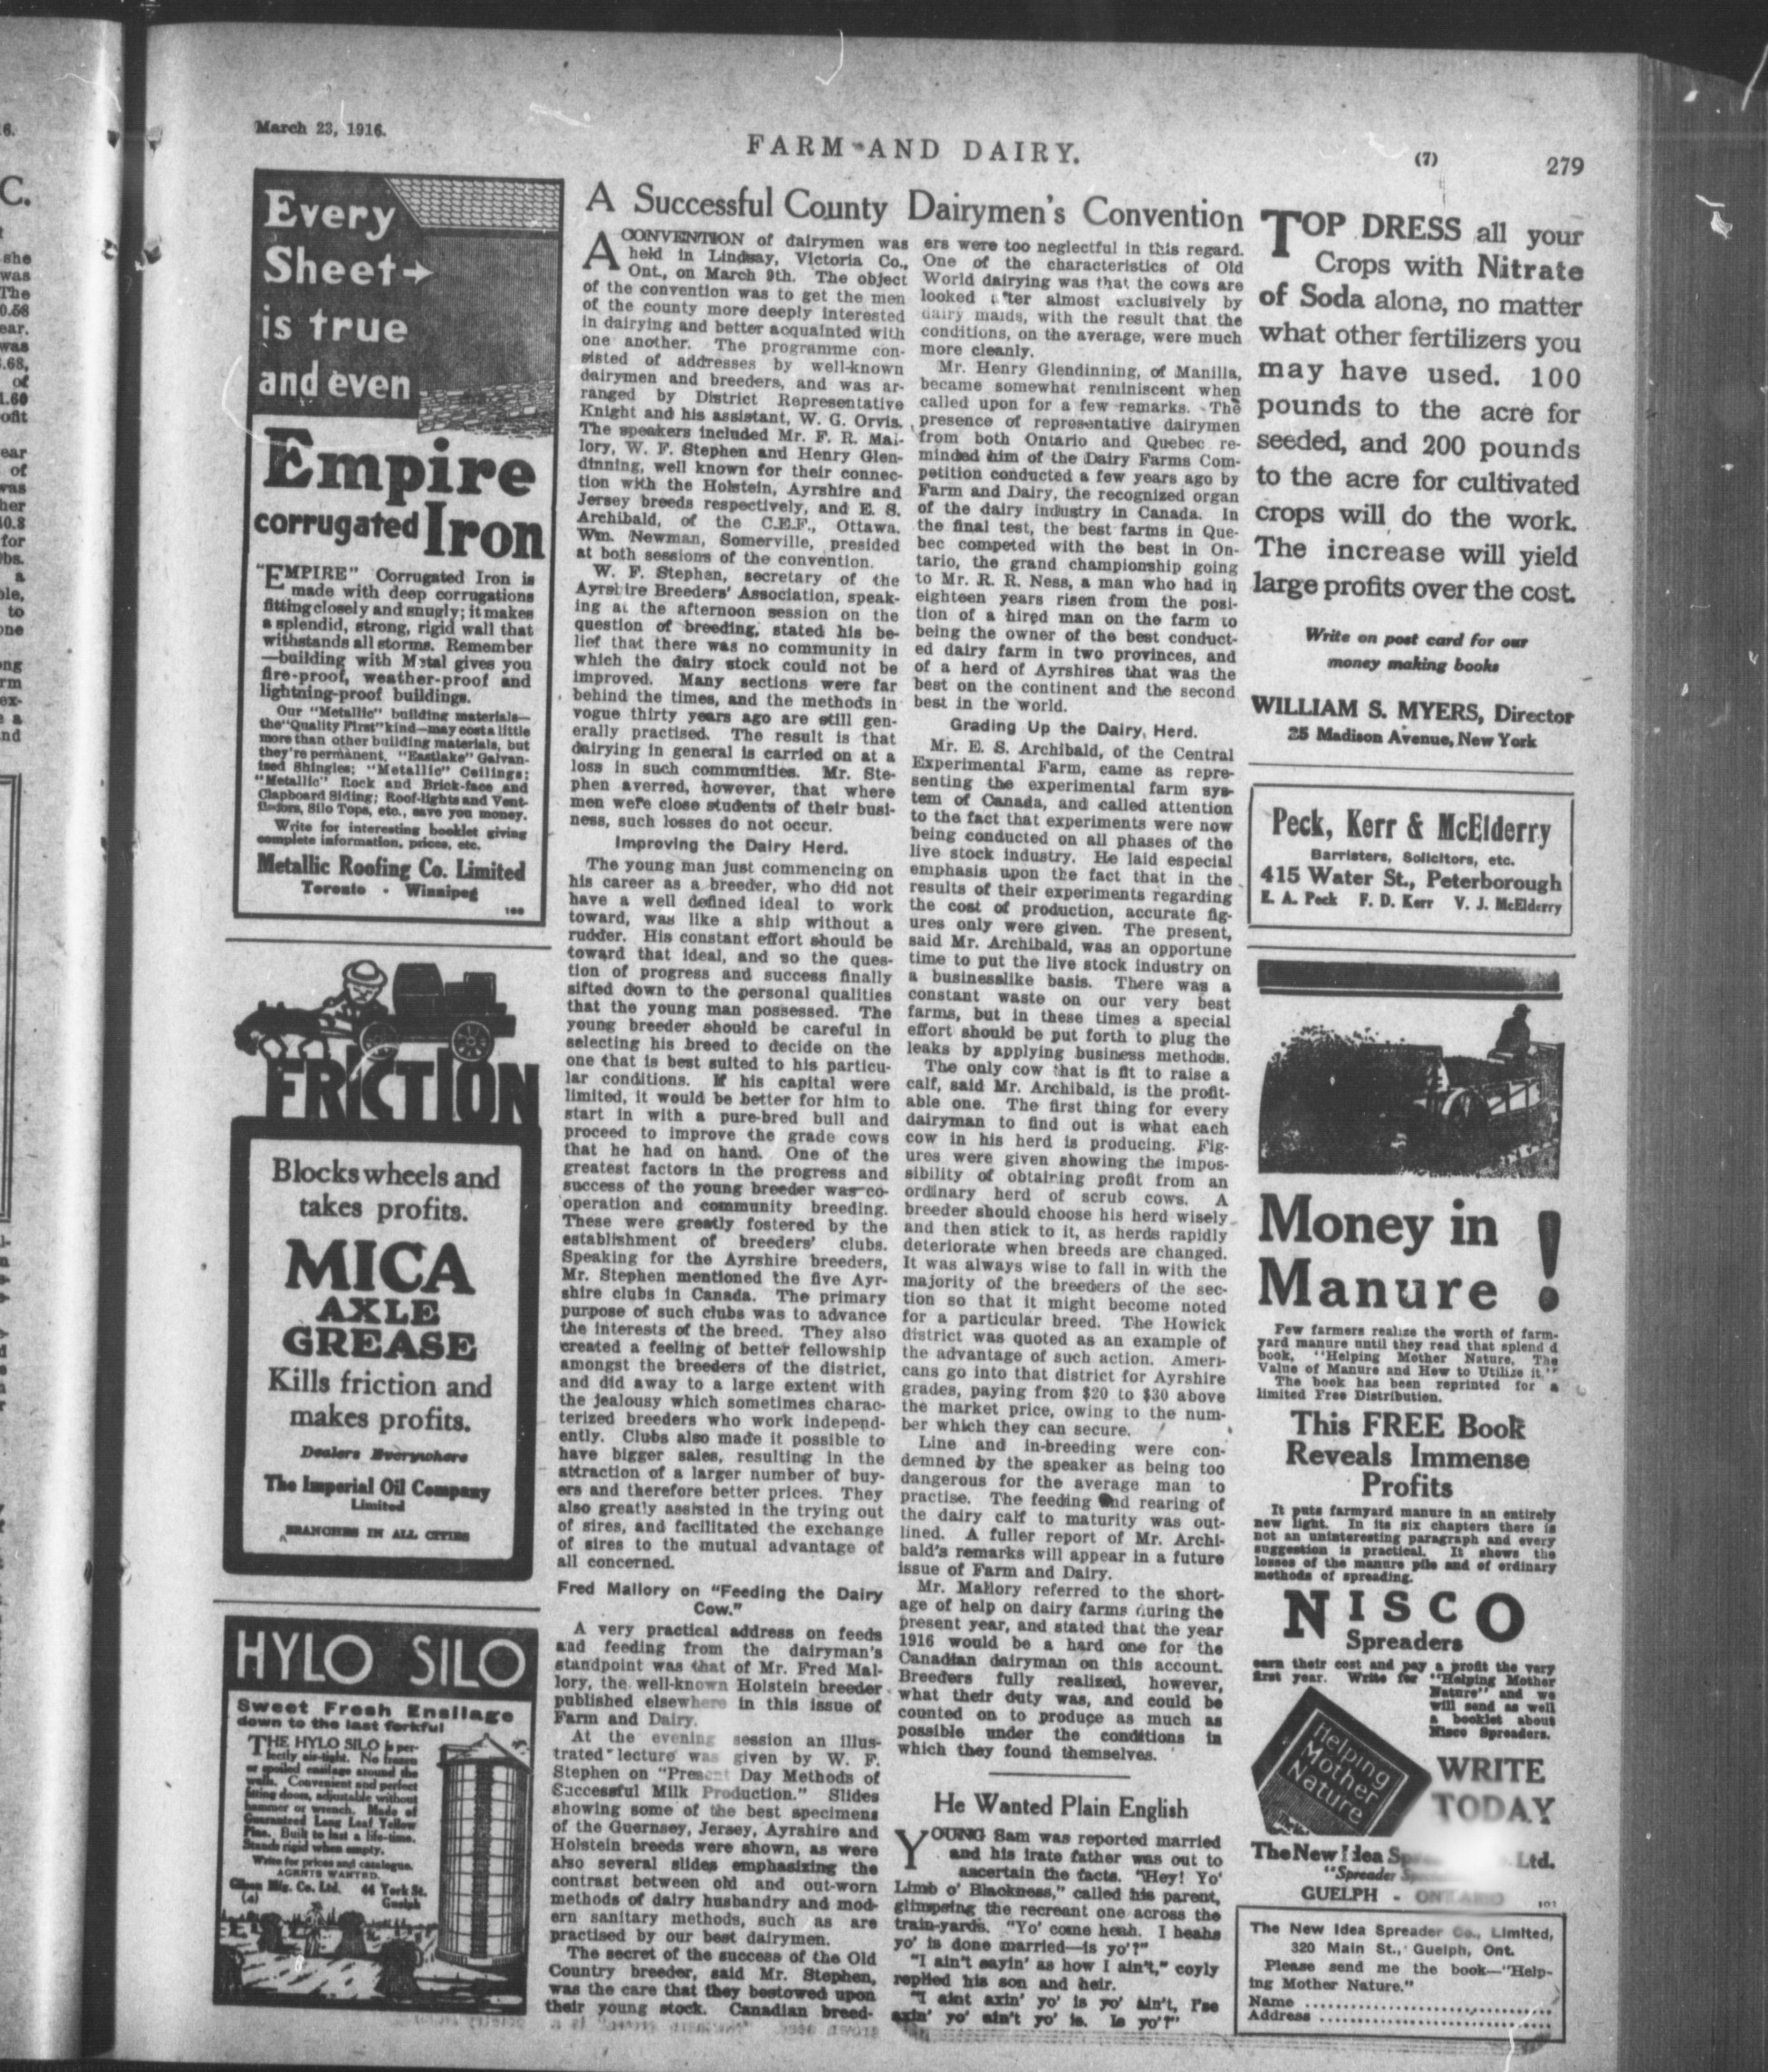 March 23, 1916.
FARM AND DAIRY.
(7)
279
Every
Sheet→
is true
and even
Empire
corrugated Iron
"EMPIRE" Corrugated Iron is
made with deep corrugations
fitting closely and snugly; it makes
a splendid, strong, rigid wall that
withstands all storms. Remember
—building with Metal gives you
fire-proof, weather-proof and
lightning-proof buildings.
Our "Metallic" building materials—
the "Quality First" kind—may cost a little
more than other building materials, but
they're permanent. "Eastlake" Galvan-
ized Shingles; "Metallic" Ceilings;
"Metallic" Rock and Brick-face and
Clapboard Siding; Roof-lights and Vent-
ilators, Silo Tops, etc., save you money.
Write for interesting booklet giving
complete information, prices, etc.
Metallic Roofing Co. Limited
Toronto - Winnipeg
FRICTION
Blocks wheels and
takes profits.
MICA
AXLE
GREASE
Kills friction and
makes profits.
Dealers Everywhere
The Imperial Oil Company
Limited
BRANCHES IN ALL CITIES
HYLO SILO
Sweet Fresh Ensilage
down to the last forkful
THE HYLO SILO is per-
fectly air-tight. No frozen
or spoiled ensilage around the
walls. Convenient and perfect
fitting doors, adjustable without
hammer or wrench. Made of
Guaranteed Long Leaf Yellow
Pine. Built to last a life-time.
Stands rigid when empty.
Write for prices and catalogue.
AGENTS WANTED.
Gilson Mfg. Co. Ltd. 44 York St.
(a) Guelph
A Successful County Dairymen's Convention
A CONVENTION of dairymen was
held in Lindsay, Victoria Co.,
Ont., on March 9th. The object
of the convention was to get the men
of the county more deeply interested
in dairying and better acquainted with
one another. The programme con-
sisted of addresses by well-known
dairymen and breeders, and was ar-
ranged by District Representative
Knight and his assistant, W. G. Orvis.
The speakers included Mr. F. R. Mal-
lory, W. F. Stephen and Henry Glen-
dinning, well known for their connec-
tion with the Holstein, Ayrshire and
Jersey breeds respectively, and E. S.
Archibald, of the C.E.F., Ottawa.
Wm. Newman, Somerville, presided
at both sessions of the convention.
W. F. Stephen, secretary of the
Ayrshire Breeders' Association, speak-
ing at the afternoon session on the
question of breeding, stated his be-
lief that there was no community in
which the dairy stock could not be
improved. Many sections were far
behind the times, and the methods in
vogue thirty years ago are still gen-
erally practised. The result is that
dairying in general is carried on at a
loss in such communities. Mr. Ste-
phen averred, however, that where
men were close students of their busi-
ness, such losses do not occur.
Improving the Dairy Herd.
The young man just commencing on
his career as a breeder, who did not
have a well defined ideal to work
toward, was like a ship without a
rudder. His constant effort should be
toward that ideal, and so the ques-
tion of progress and success finally
sifted down to the personal qualities
that the young man possessed. The
young breeder should be careful in
selecting his breed to decide on the
one that is best suited to his particu-
lar conditions. If his capital were
limited, it would be better for him to
start in with a pure-bred bull and
proceed to improve the grade cows
that he had on hand. One of the
greatest factors in the progress and
success of the young breeder was co-
operation and community breeding.
These were greatly fostered by the
establishment of breeders' clubs.
Speaking for the Ayrshire breeders,
Mr. Stephen mentioned the five Ayr-
shire clubs in Canada. The primary
purpose of such clubs was to advance
the interests of the breed. They also
created a feeling of better fellowship
amongst the breeders of the district,
and did away to a large extent with
the jealousy which sometimes charac-
terized breeders who work independ-
ently. Clubs also made it possible to
have bigger sales, resulting in the
attraction of a larger number of buy-
ers and therefore better prices. They
also greatly assisted in the trying out
of sires, and facilitated the exchange
of sires to the mutual advantage of
all concerned.
Fred Mallory on "Feeding the Dairy
Cow."
A very practical address on feeds
and feeding from the dairyman's
standpoint was that of Mr. Fred Mal-
lory, the well-known Holstein breeder
published elsewhere in this issue of
Farm and Dairy.
At the evening session an illus-
trated lecture was given by W. F.
Stephen on "Present Day Methods of
Successful Milk Production." Slides
showing some of the best specimens
of the Guernsey, Jersey, Ayrshire and
Holstein breeds were shown, as were
also several slides emphasizing the
contrast between old and out-worn
methods of dairy husbandry and mod-
ern sanitary methods, such as are
practised by our best dairymen.
The secret of the success of the Old
Country breeder, said Mr. Stephen,
was the care that they bestowed upon
their young stock. Canadian breed-
ers were too neglectful in this regard.
One of the characteristics of Old
World dairying was that the cows are
looked after almost exclusively by
dairy maids, with the result that the
conditions, on the average, were much
more cleanly.
Mr. Henry Glendinning, of Manilla,
became somewhat reminiscent when
called upon for a few remarks. The
presence of representative dairymen
from both Ontario and Quebec re-
minded him of the Dairy Farms Com-
petition conducted a few years ago by
Farm and Dairy, the recognized organ
of the dairy industry in Canada. In
the final test, the best farms in Que-
bec competed with the best in On-
tario, the grand championship going
to Mr. R. R. Ness, a man who had in
eighteen years risen from the posi-
tion of a hired man on the farm to
being the owner of the best conduct-
ed dairy farm in two provinces, and
of a herd of Ayrshires that was the
best on the continent and the second
best in the world.
Grading Up the Dairy Herd.
Mr. E. S. Archibald, of the Central
Experimental Farm, came as repre-
senting the experimental farm sys-
tem of Canada, and called attention
to the fact that experiments were now
being conducted on all phases of the
live stock industry. He laid especial
emphasis upon the fact that in the
results of their experiments regarding
the cost of production, accurate fig-
ures only were given. The present,
said Mr. Archibald, was an opportune
time to put the live stock industry on
a businesslike basis. There was a
constant waste on our very best
farms, but in these times a special
effort should be put forth to plug the
leaks by applying business methods.
The only cow that is fit to raise a
calf, said Mr. Archibald, is the profit-
able one. The first thing for every
dairyman to find out is what each
cow in his herd is producing. Fig-
ures were given showing the impos-
sibility of obtaining profit from an
ordinary herd of scrub cows. A
breeder should choose his herd wisely
and then stick to it, as herds rapidly
deteriorate when breeds are changed.
It was always wise to fall in with the
majority of the breeders of the sec-
tion so that it might become noted
for a particular breed. The Howick
district was quoted as an example of
the advantage of such action. Ameri-
cans go into that district for Ayrshire
grades, paying from $20 to $30 above
the market price, owing to the num-
ber which they can secure.
Line and in-breeding were con-
demned by the speaker as being too
dangerous for the average man to
practise. The feeding and rearing of
the dairy calf to maturity was out-
lined. A fuller report of Mr. Archi-
bald's remarks will appear in a future
issue of Farm and Dairy.
Mr. Mallory referred to the short-
age of help on dairy farms during the
present year, and stated that the year
1916 would be a hard one for the
Canadian dairyman on this account.
Breeders fully realized, however,
what their duty was, and could be
counted on to produce as much as
possible under the conditions in
which they found themselves.
He Wanted Plain English
YOUNG Sam was reported married
and his irate father was out to
ascertain the facts. "Hey! Yo'
Limb o' Blackness," called his parent,
glimpsing the recreant one across the
train-yards. "Yo' come heah. I heahs
yo' is done married—is yo'?"
"I ain't sayin' as how I ain't," coyly
replied his son and heir.
"I aint axin' yo' is yo' ain't, I'se
axin' yo' ain't yo' is. Is yo'?"
TOP DRESS all your
Crops with Nitrate
of Soda alone, no matter
what other fertilizers you
may have used. 100
pounds to the acre for
seeded, and 200 pounds
to the acre for cultivated
crops will do the work.
The increase will yield
large profits over the cost.
Write on post card for our
money making books
WILLIAM S. MYERS, Director
25 Madison Avenue, New York
Peck, Kerr & McElderry
Barristers, Solicitors, etc.
415 Water St., Peterborough
E. A. Peck F. D. Kerr V. J. McElderry
Money in
Manure!
Few farmers realize the worth of farm-
yard manure until they read that splend d
book, "Helping Mother Nature, The
Value of Manure and How to Utilize it."
The book has been reprinted for a
limited Free Distribution.
This FREE Book
Reveals Immense
Profits
It puts farmyard manure in an entirely
new light. In its six chapters there is
not an uninteresting paragraph and every
suggestion is practical. It shows the
losses of the manure pile and of ordinary
methods of spreading.
NISCO
Spreaders
earn their cost and pay a profit the very
first year. Write for "Helping Mother
Nature" and we
will send as well
a booklet about
Nisco Spreaders.
Helping
Mother
Nature
WRITE
TODAY
The New Idea Ltd.
"Spreader
GUELPH - ONTARIO
The New Idea Spreader Co., Limited,
320 Main St., Guelph, Ont.
Please send me the book—"Help-
ing Mother Nature."
Name
Address